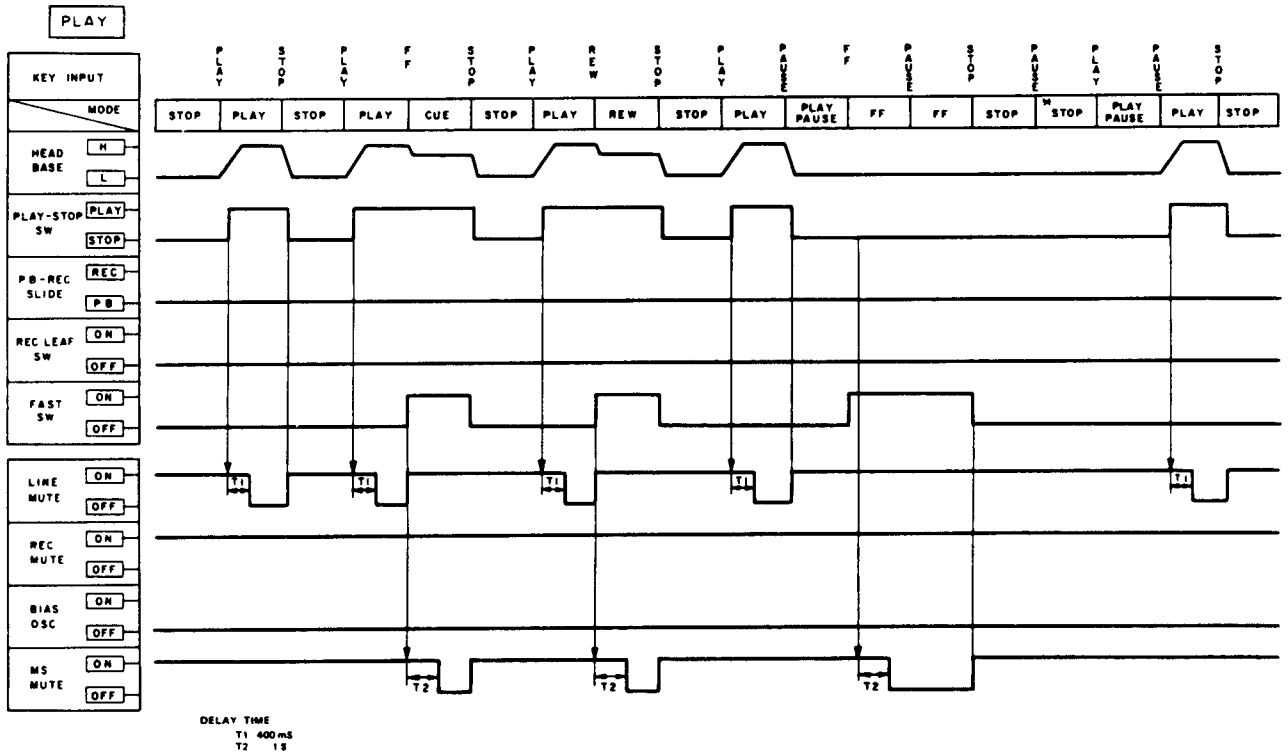 PLAY
KEY INPUT
PLAY STOP PLAY FF STOP PLAY REW STOP PLAY PAUSE FF PAUSE STOP PAUSE PLAY PAUSE STOP
MODE
STOP PLAY STOP PLAY CUE STOP PLAY REW STOP PLAY PLAY PAUSE FF FF STOP STOP PLAY PAUSE PLAY STOP
HEAD BASE
H
L
PLAY-STOP SW
PLAY
STOP
PB-REC SLIDE
REC
PB
REC LEAF SW
ON
OFF
FAST SW
ON
OFF
LINE MUTE
ON
OFF
T1 T1 T1 T1 T1
REC MUTE
ON
OFF
BIAS OSC
ON
OFF
MS MUTE
ON
OFF
T2 T2 T2
DELAY TIME
T1 400mS
T2 1S